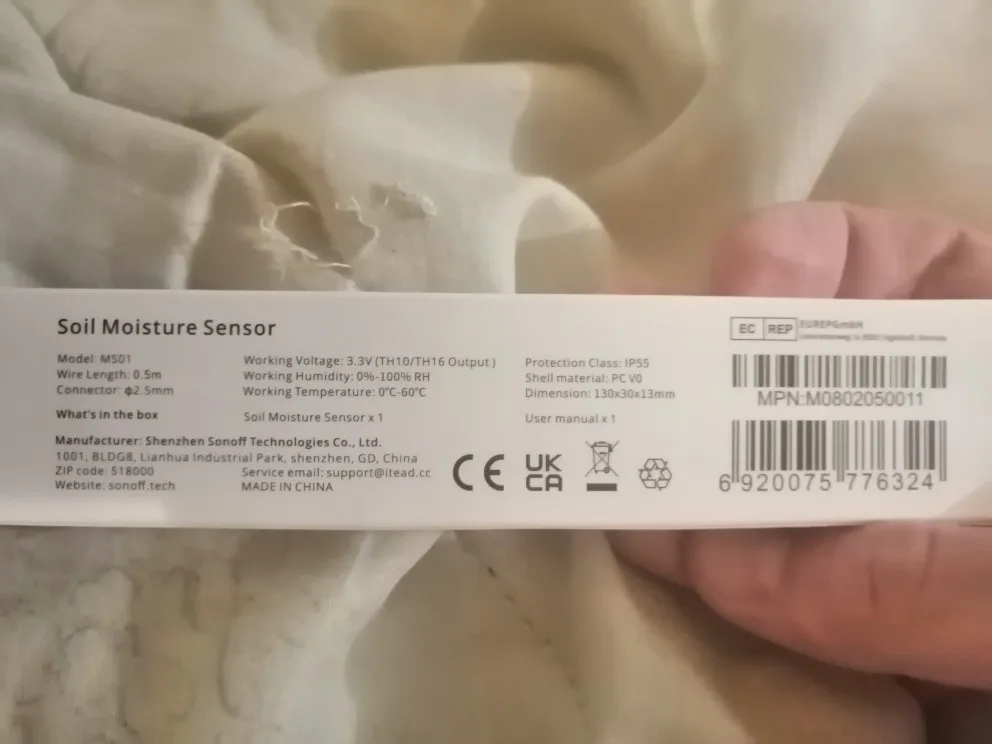 Soil Moisture Sensor
Model: MS01
Wire Length: 0.5m
Connector: φ2.5mm
Working Voltage: 3.3V (TH10/TH16 Output )
Working Humidity: 0%-100% RH
Working Temperature: 0°C-60°C
Protection Class: IP55
Shell material: PC V0
Dimension: 130x30x13mm
What's in the box
Soil Moisture Sensor x 1
User manual x 1
Manufacturer: Shenzhen Sonoff Technologies Co., Ltd.
1001, BLDG8, Lianhua Industrial Park, shenzhen, GD, China
ZIP code: 518000
Service email: support@itead.cc
Website: sonoff.tech
MADE IN CHINA
CE
UK
CA
EC REP
EUREPGmbH
MPN:M0802050011
6 920075 776324